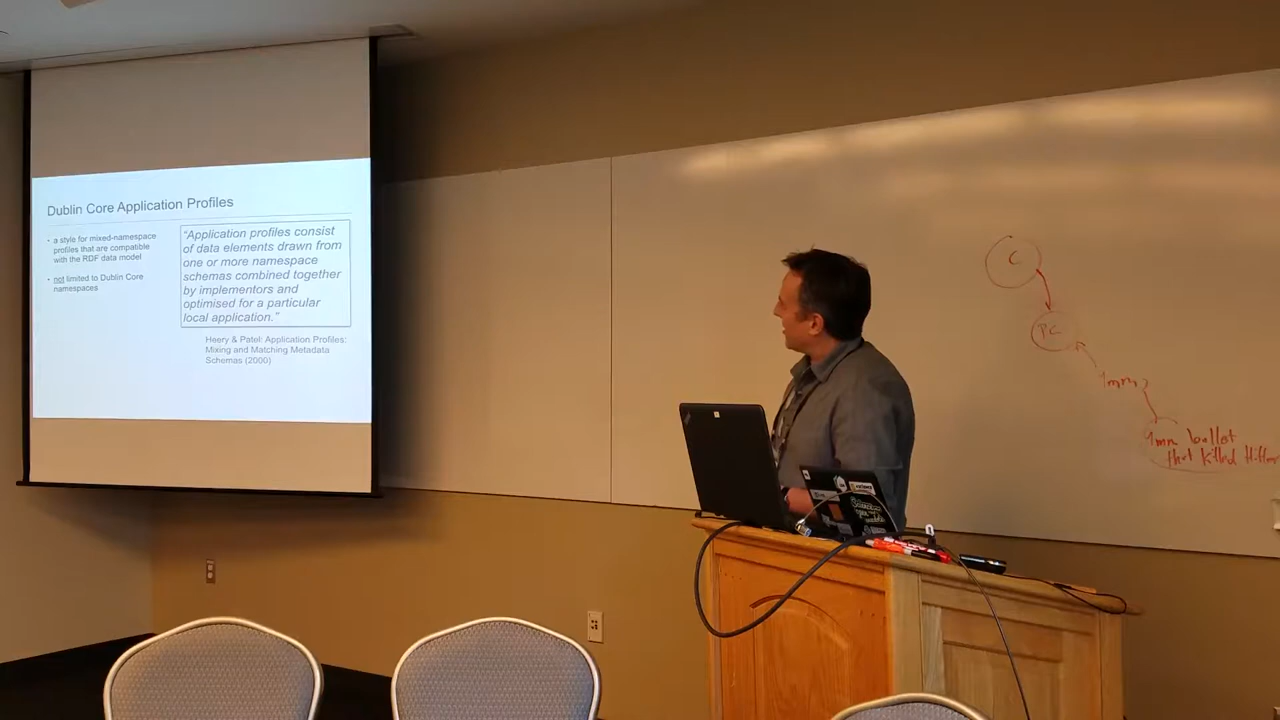 Dublin Core Application Profiles
• a style for mixed-namespace
profiles that are compatible
with the RDF data model
• not limited to Dublin Core
namespaces
“Application profiles consist
of data elements drawn from
one or more namespace
schemas combined together
by implementors and
optimised for a particular
local application.”
Heery & Patel: Application Profiles:
Mixing and Matching Metadata
Schemas (2000)
C
PC
9mm
9mm bullet
that killed Hitler